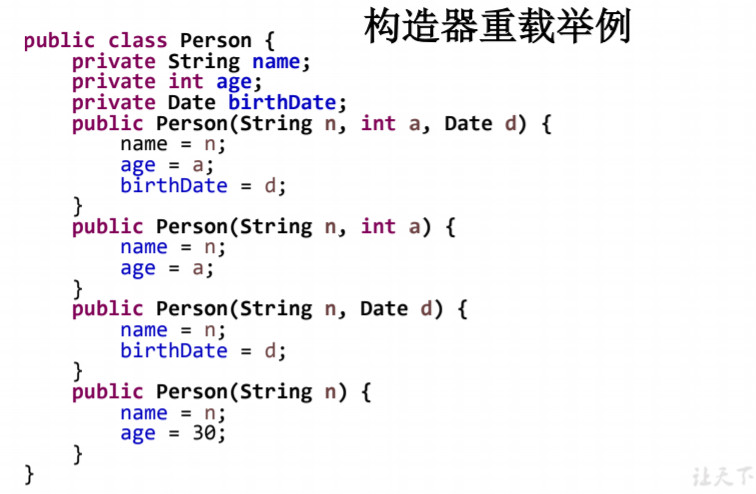 构造器重载举例
public class Person {
    private String name;
    private int age;
    private Date birthDate;
    public Person(String n, int a, Date d) {
        name = n;
        age = a;
        birthDate = d;
    }
    public Person(String n, int a) {
        name = n;
        age = a;
    }
    public Person(String n, Date d) {
        name = n;
        birthDate = d;
    }
    public Person(String n) {
        name = n;
        age = 30;
    }
}
让天下